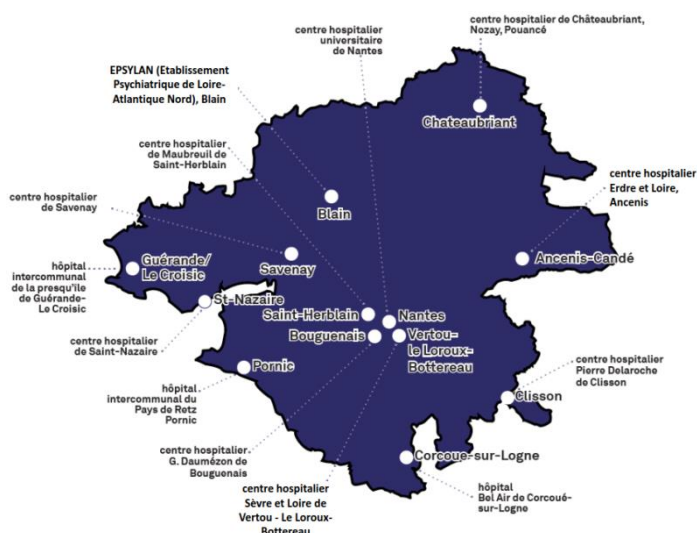 centre hospitalier
universitaire
de Nantes
centre hospitalier de Châteaubriant,
Nozay, Pouancé
EPSYLAN (Etablissement
Psychiatrique de Loire-
Atlantique Nord), Blain
Chateaubriant
centre hospitalier
de Maubreuil de
Saint-Herblain
centre hospitalier
Erdre et Loire,
Ancenis
centre hospitalier
de Savenay
Blain
Guérande/
Le Croisic
Savenay
Ancenis-Candé
hôpital
intercommunal
de la presqu'île
de Guérande-
Le Croisic
St-Nazaire
Saint-Herblain
Nantes
Bouguenais
Vertou-
le Loroux-
Bottereau
centre hospitalier
de Saint-Nazaire
Pornic
centre hospitalier
Pierre Delaroche
de Clisson
hôpital
intercommunal du
Pays de Retz
Pornic
Clisson
centre hospitalier
G. Daumézon de
Bouguenais
Corcoue-sur-Logne
centre hospitalier
Sèvre et Loire de
Vertou - Le Loroux-
Bottereau
hôpital
Bel Air de Corcoué-
sur-Logne